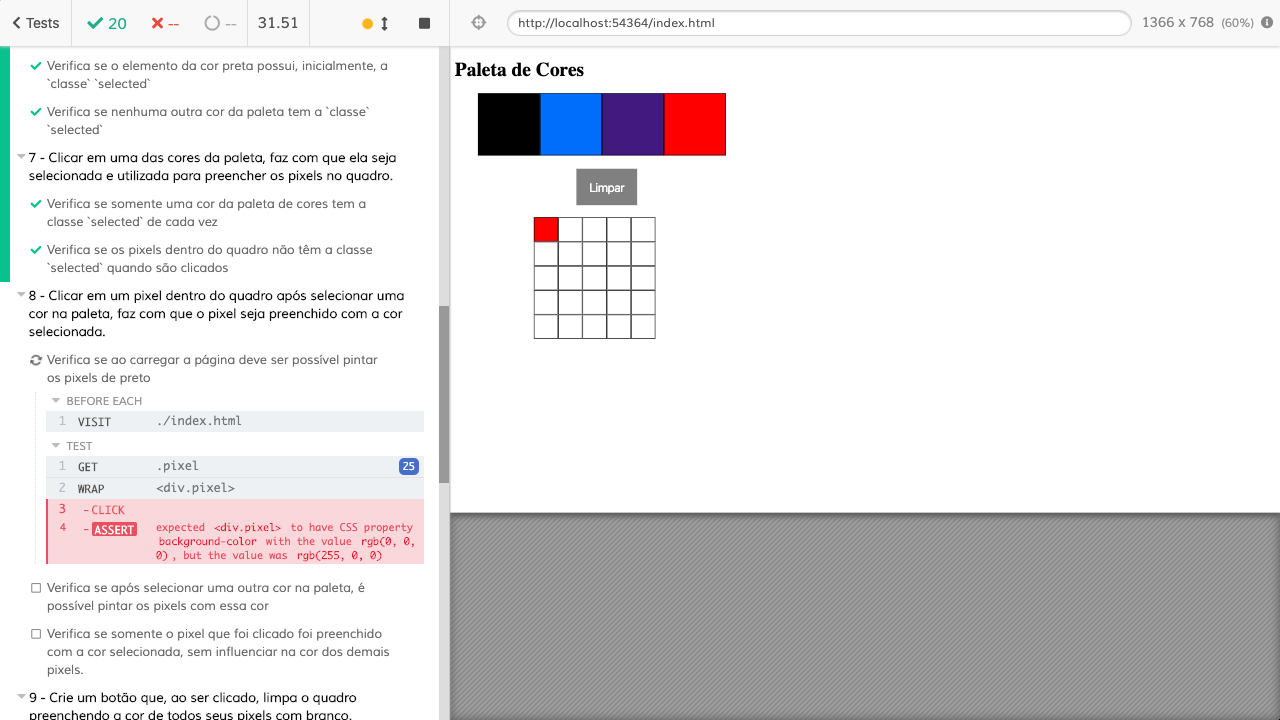 Tests 20 -- -- 31.51 http://localhost:54364/index.html 1366 x 768 (60%)
Verifica se o elemento da cor preta possui, inicialmente, a
`classe` `selected`
Verifica se nenhuma outra cor da paleta tem a `classe`
`selected`
7 - Clicar em uma das cores da paleta, faz com que ela seja
selecionada e utilizada para preencher os pixels no quadro.
Verifica se somente uma cor da paleta de cores tem a
classe `selected` de cada vez
Verifica se os pixels dentro do quadro não têm a classe
`selected` quando são clicados
8 - Clicar em um pixel dentro do quadro após selecionar uma
cor na paleta, faz com que o pixel seja preenchido com a cor
selecionada.
Verifica se ao carregar a página deve ser possível pintar
os pixels de preto
BEFORE EACH
1 VISIT ./index.html
TEST
1 GET .pixel 25
2 WRAP <div.pixel>
3 -CLICK
4 -ASSERT expected <div.pixel> to have CSS property
background-color with the value rgb(0, 0,
0), but the value was rgb(255, 0, 0)
Verifica se após selecionar uma outra cor na paleta, é
possível pintar os pixels com essa cor
Verifica se somente o pixel que foi clicado foi preenchido
com a cor selecionada, sem influenciar na cor dos demais
pixels.
9 - Crie um botão que, ao ser clicado, limpa o quadro
preenchendo a cor de todos seus pixels com branco.
Paleta de Cores
Limpar